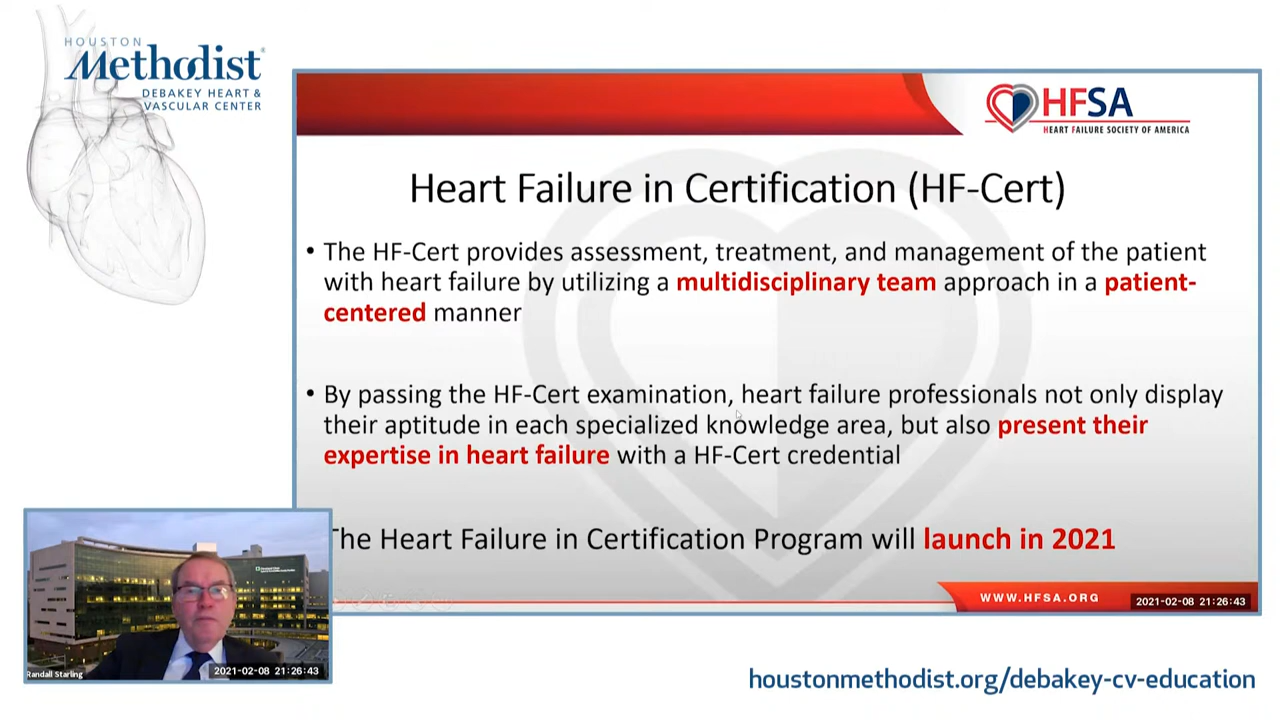 HOUSTON
Methodist
DEBAKEY HEART &
VASCULAR CENTER
HFSA
HEART FAILURE SOCIETY OF AMERICA
Heart Failure in Certification (HF-Cert)
• The HF-Cert provides assessment, treatment, and management of the patient
with heart failure by utilizing a multidisciplinary team approach in a patient-
centered manner
• By passing the HF-Cert examination, heart failure professionals not only display
their aptitude in each specialized knowledge area, but also present their
expertise in heart failure with a HF-Cert credential
The Heart Failure in Certification Program will launch in 2021
WWW.HFSA.ORG
2021-02-08 21:26:43
2021-02-08 21:26:43
Randall Starling
houstonmethodist.org/debakey-cv-education